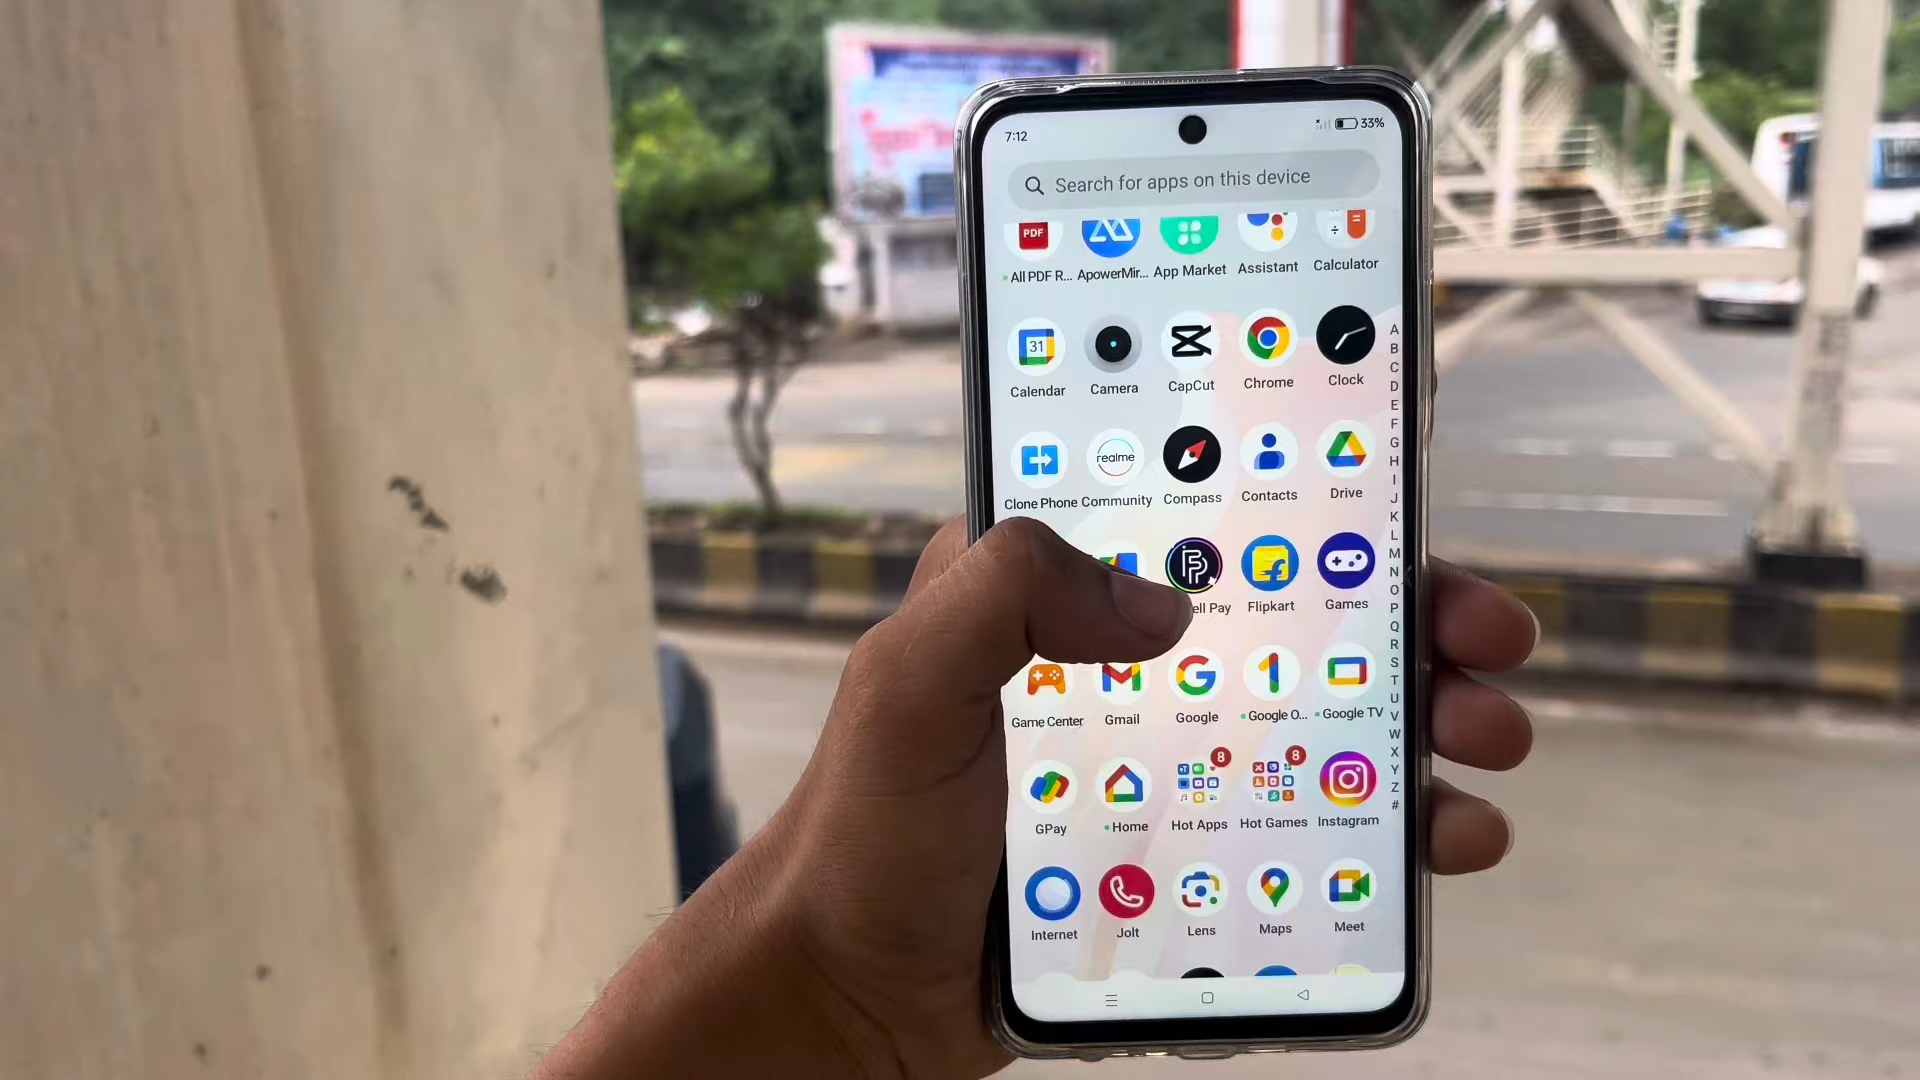 7:12
33%
Search for apps on this device
PDF
All PDF R... ApowerMir... App Market Assistant Calculator
31
Calendar Camera CapCut Chrome Clock
realme
Clone Phone Community Compass Contacts Drive
ell Pay Flipkart Games
Game Center Gmail Google Google O... Google TV
8 8
GPay Home Hot Apps Hot Games Instagram
Internet Jolt Lens Maps Meet
A
B
C
D
E
F
G
H
I
J
K
L
M
N
O
P
Q
R
S
T
U
V
W
X
Y
Z
#